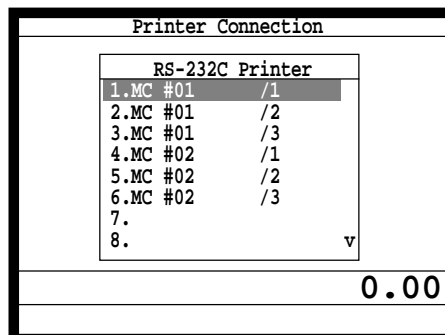 Printer Connection
RS-232C Printer
1.MC #01 /1
2.MC #01 /2
3.MC #01 /3
4.MC #02 /1
5.MC #02 /2
6.MC #02 /3
7.
8. v
0.00